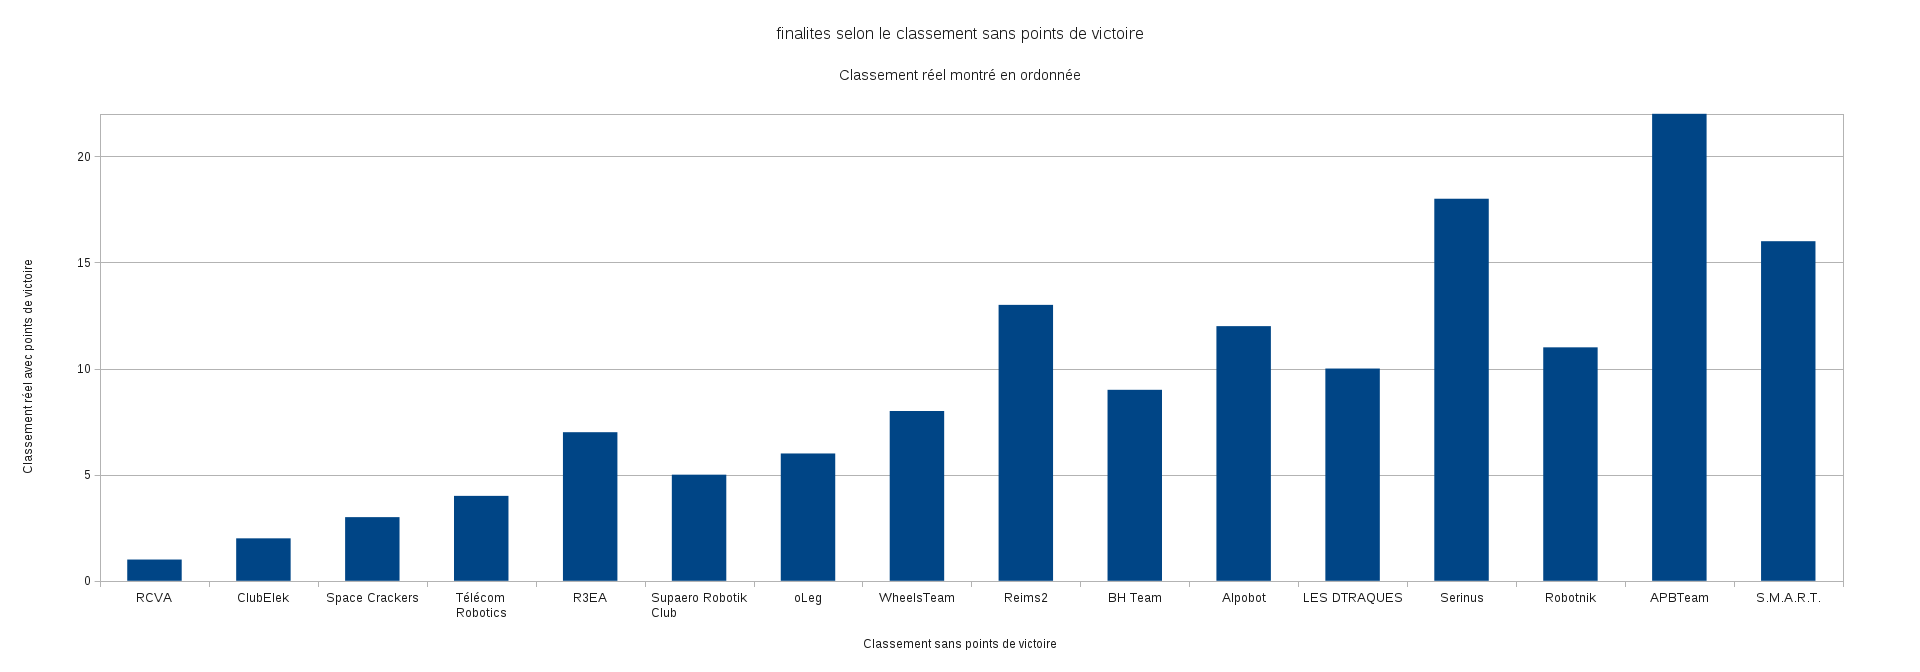 finalites selon le classement sans points de victoire
Classement réel montré en ordonnée
Classement réel avec points de victoire
20
15
10
5
0
RCVA
ClubElek
Space Crackers
Télécom
Robotics
R3EA
Supaero Robotik
Club
oLeg
WheelsTeam
Reims2
BH Team
Alpobot
LES DTRAQUES
Serinus
Robotnik
APBTeam
S.M.A.R.T.
Classement sans points de victoire